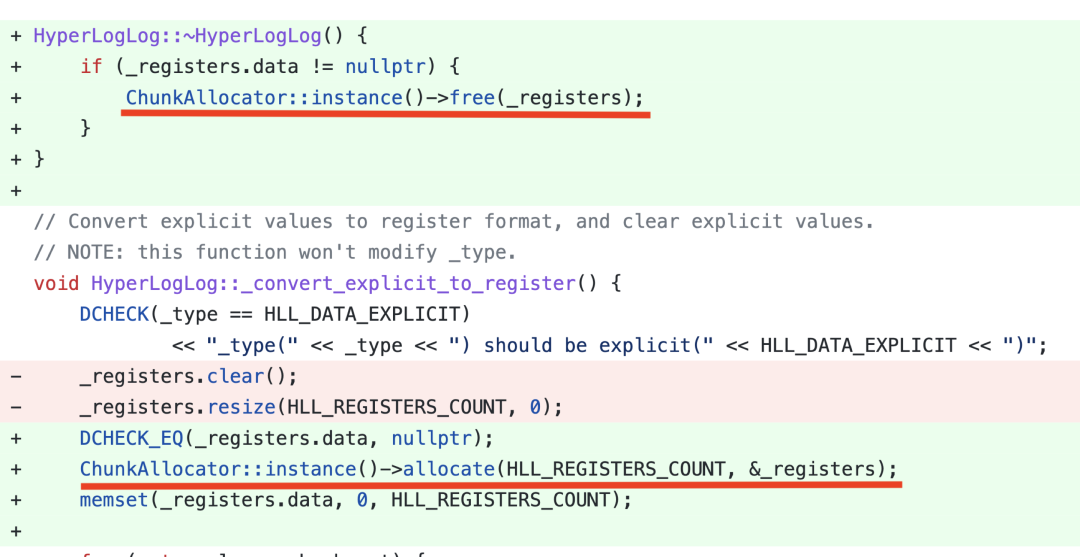 + HyperLogLog::~HyperLogLog() {
+     if (_registers.data != nullptr) {
+         ChunkAllocator::instance()->free(_registers);
+     }
+ }
+
  // Convert explicit values to register format, and clear explicit values.
  // NOTE: this function won't modify _type.
  void HyperLogLog::_convert_explicit_to_register() {
      DCHECK(_type == HLL_DATA_EXPLICIT)
              << "_type(" << _type << ") should be explicit(" << HLL_DATA_EXPLICIT << ")";
-     _registers.clear();
-     _registers.resize(HLL_REGISTERS_COUNT, 0);
+     DCHECK_EQ(_registers.data, nullptr);
+     ChunkAllocator::instance()->allocate(HLL_REGISTERS_COUNT, &_registers);
+     memset(_registers.data, 0, HLL_REGISTERS_COUNT);
+